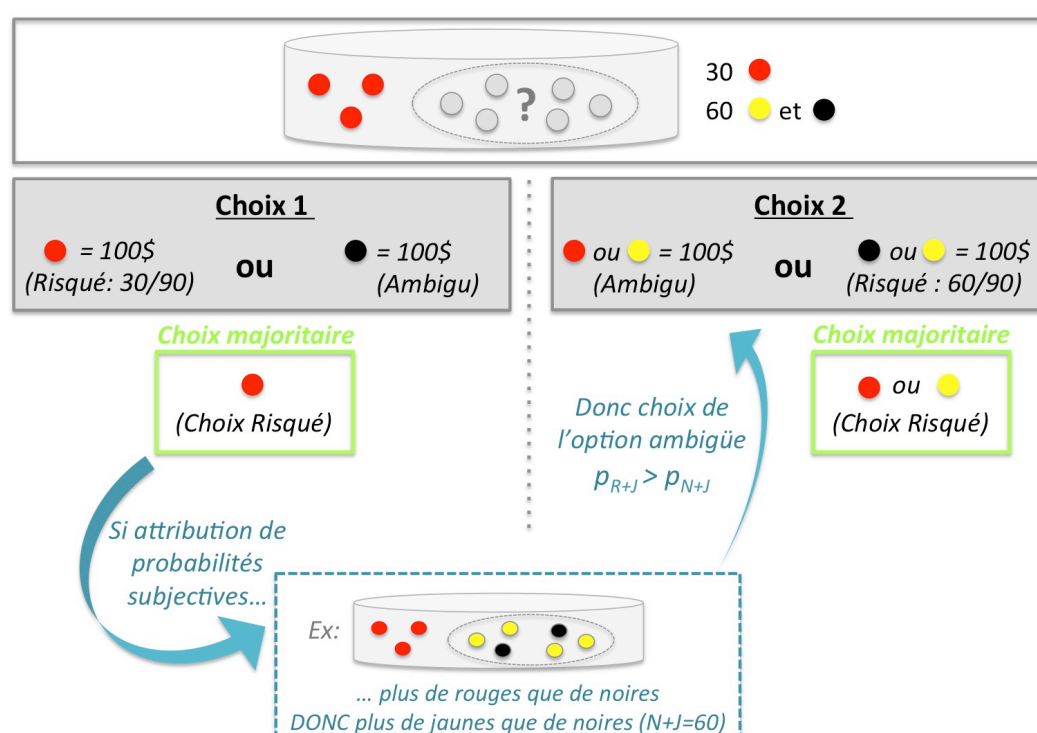 ?
30
60 et
Choix 1
= 100$
(Risqué: 30/90)
ou
= 100$
(Ambigu)
Choix 2
ou = 100$
(Ambigu)
ou
ou = 100$
(Risqué : 60/90)
Choix majoritaire
(Choix Risqué)
Choix majoritaire
ou
(Choix Risqué)
Donc choix de
l'option ambigüe
pR+J > pN+J
Si attribution de
probabilités
subjectives...
Ex:
... plus de rouges que de noires
DONC plus de jaunes que de noires (N+J=60)